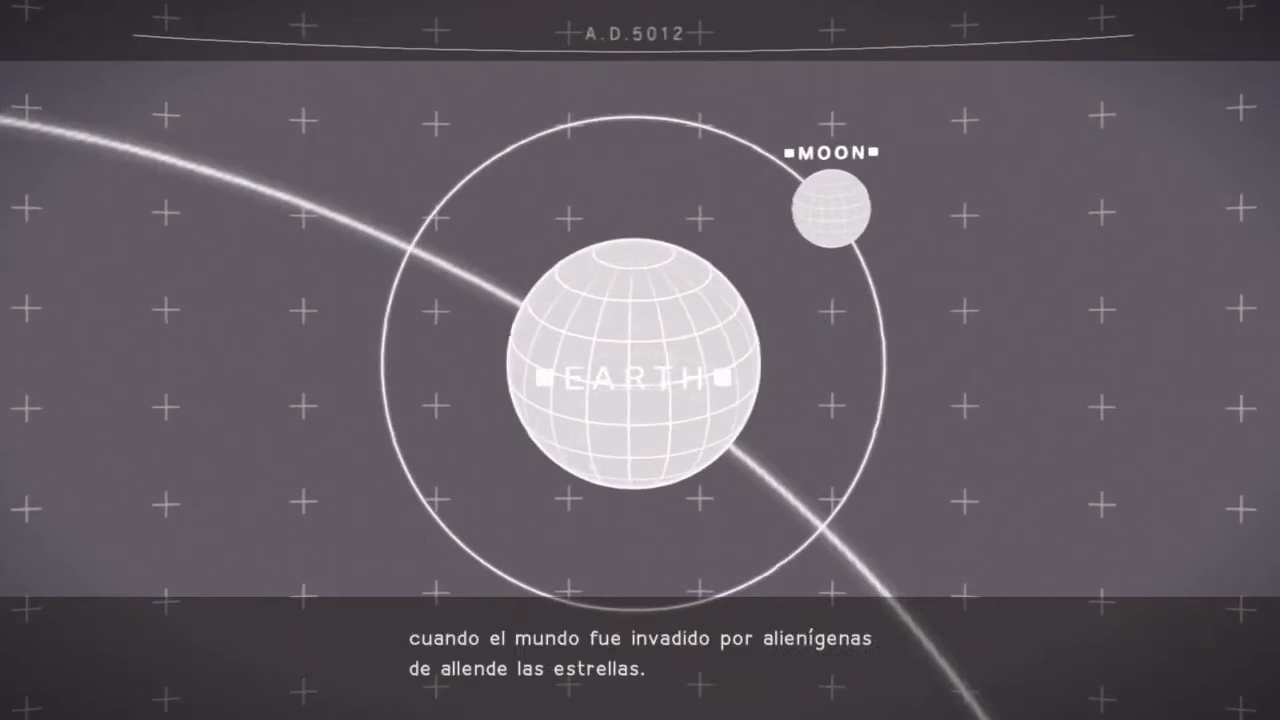 A.D.5012
MOON
EARTH
cuando el mundo fue invadido por alienígenas
de allende las estrellas.